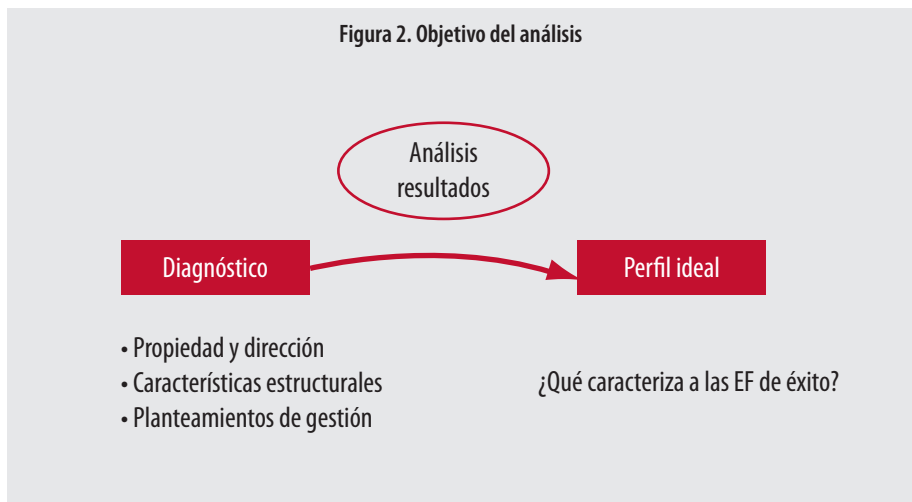 Figura 2. Objetivo del análisis
Análisis
resultados
Diagnóstico
Perfil ideal
• Propiedad y dirección
• Características estructurales
• Planteamientos de gestión
¿Qué caracteriza a las EF de éxito?